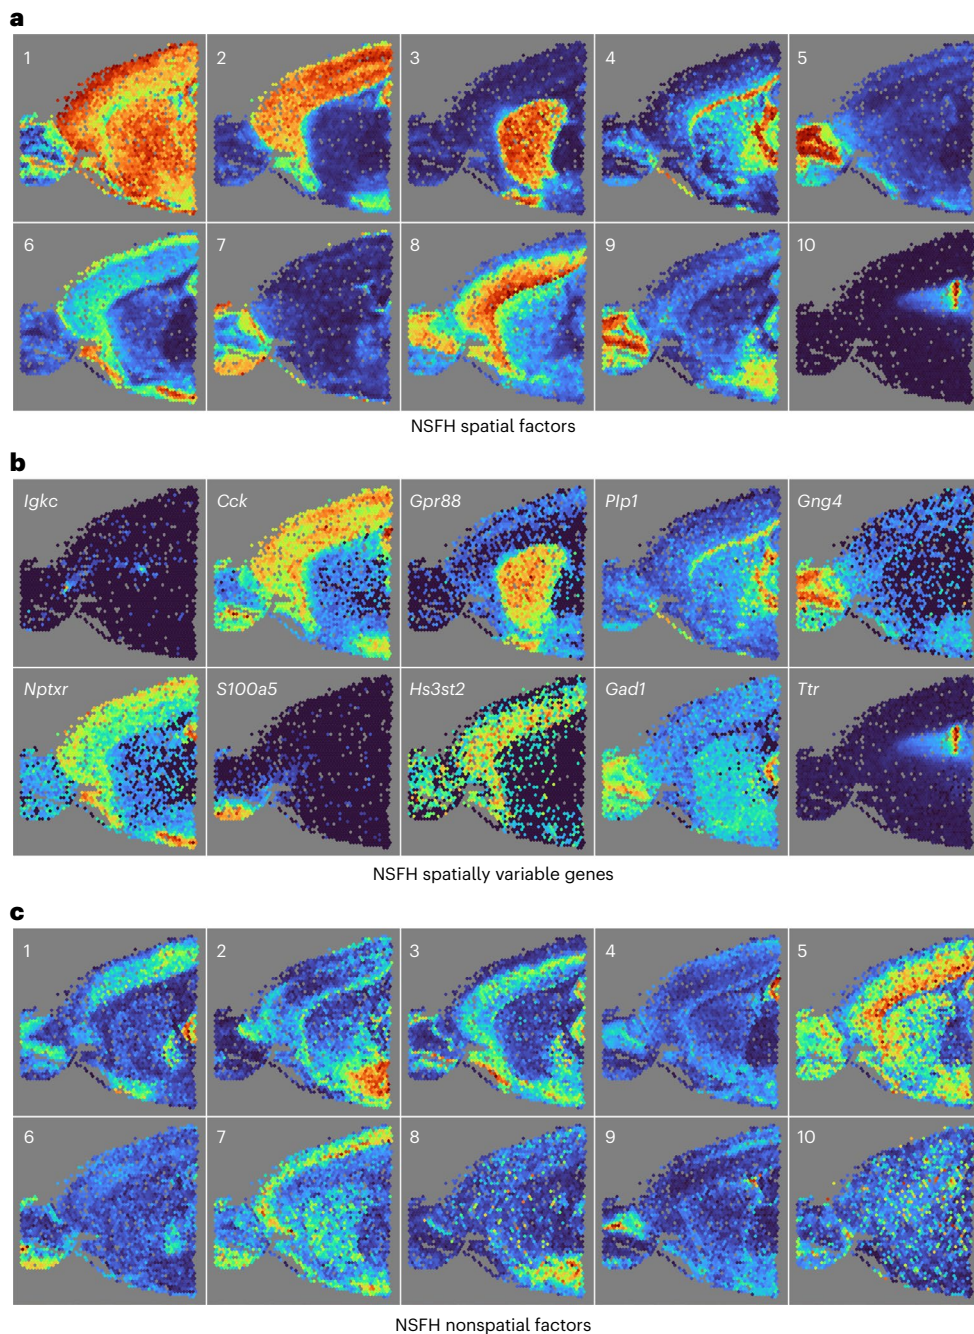 a
1 2 3 4 5
6 7 8 9 10
NSFH spatial factors
b
Igkc Cck Gpr88 Plp1 Gng4
Nptxr S100a5 Hs3st2 Gad1 Ttr
NSFH spatially variable genes
c
1 2 3 4 5
6 7 8 9 10
NSFH nonspatial factors